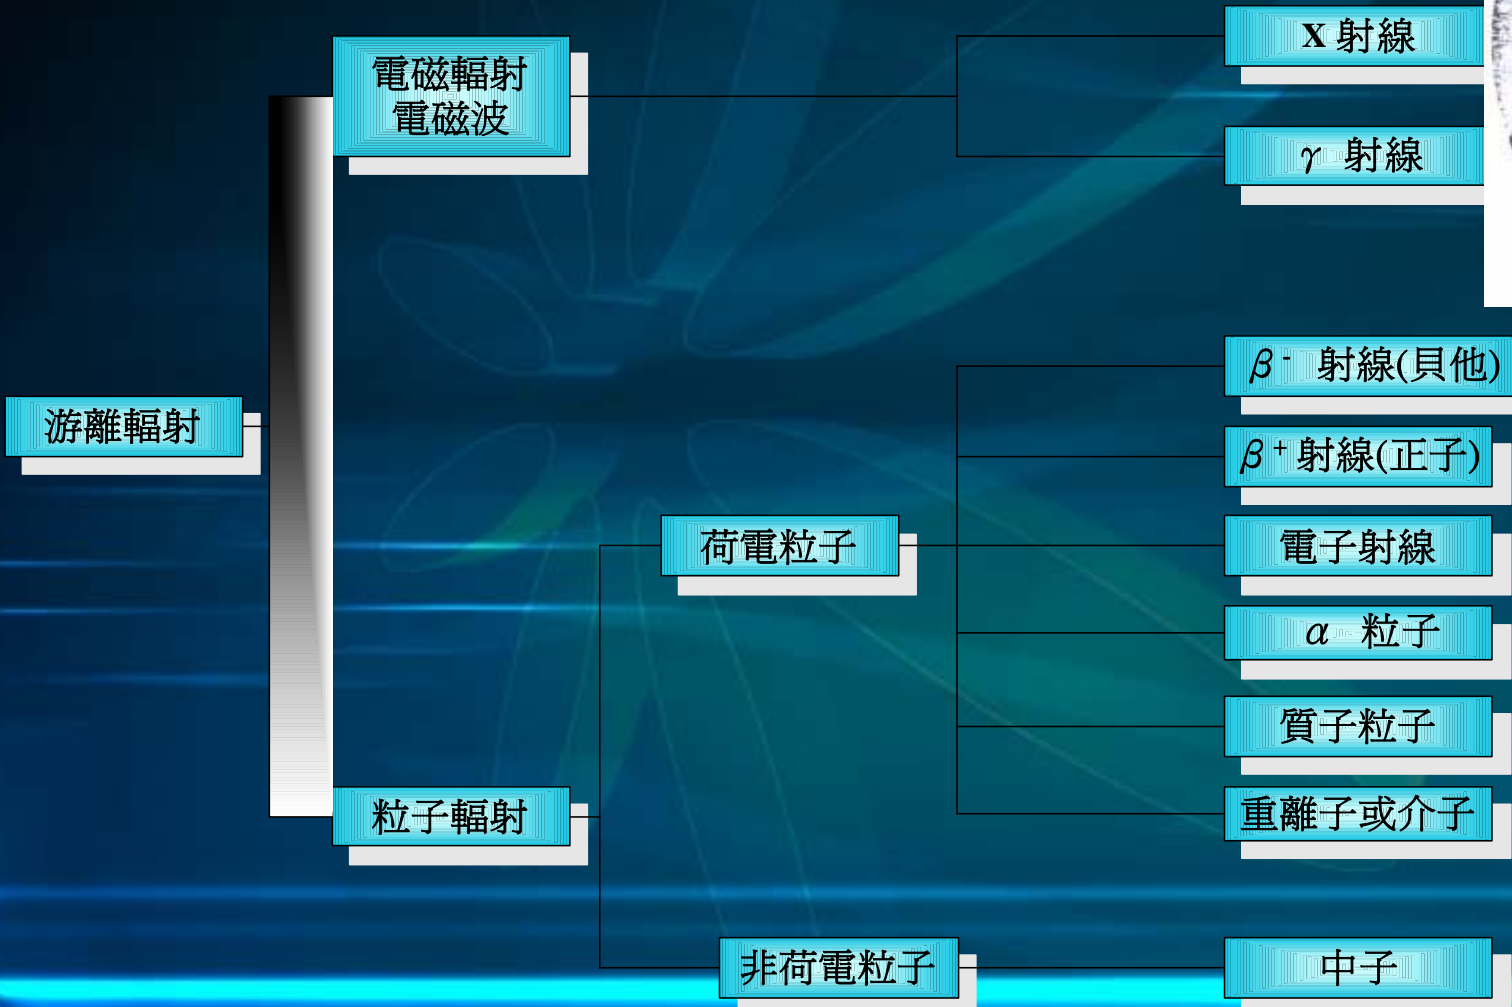 X 射線
電磁輻射
電磁波
γ 射線
β⁻ 射線(貝他)
游離輻射
β⁺ 射線(正子)
荷電粒子
電子射線
α 粒子
質子粒子
粒子輻射
重離子或介子
非荷電粒子
中子